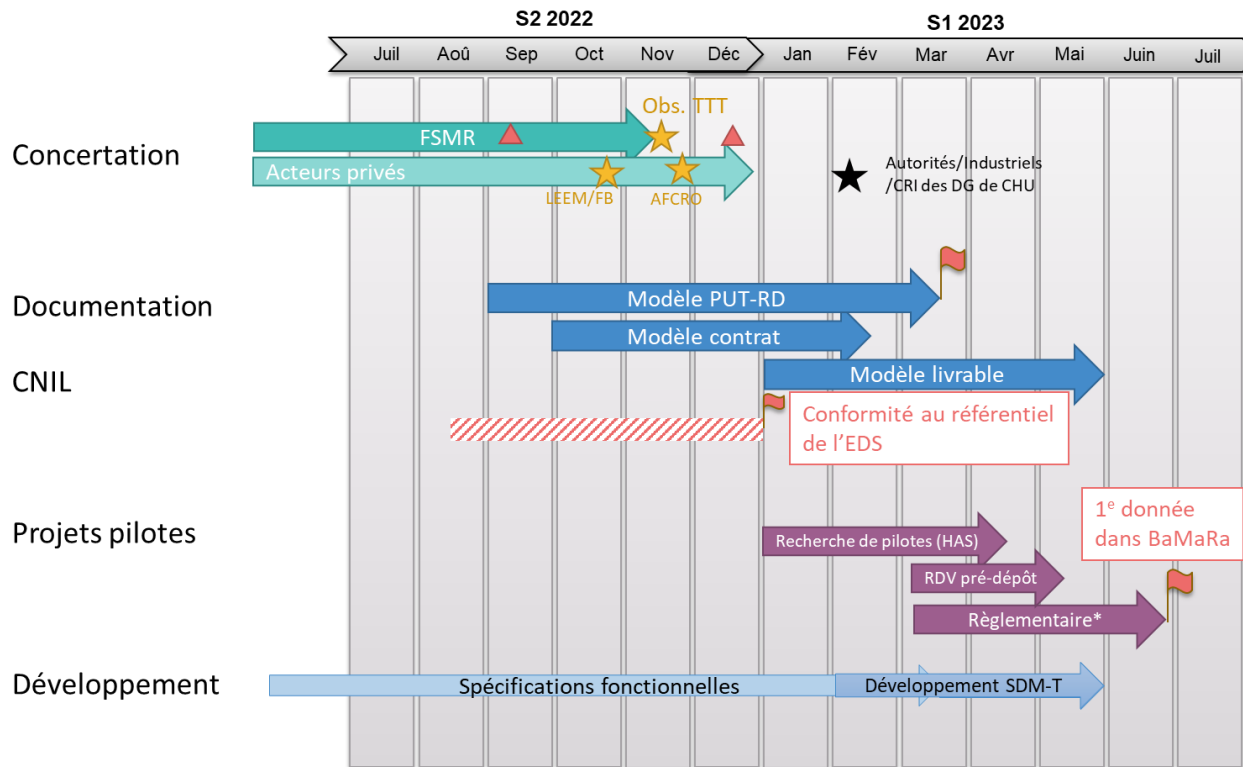 S2 2022
S1 2023
Juil
Aoû
Sep
Oct
Nov
Déc
Jan
Fév
Mar
Avr
Mai
Juin
Juil
Concertation
Obs. TTT
FSMR
Acteurs privés
LEEM/FB
AFCRO
Autorités/Industriels
/CRI des DG de CHU
Documentation
Modèle PUT-RD
Modèle contrat
CNIL
Modèle livrable
Conformité au référentiel
de l’EDS
Projets pilotes
1e donnée
dans BaMaRa
Recherche de pilotes (HAS)
RDV pré-dépôt
Règlementaire*
Développement
Spécifications fonctionnelles
Développement SDM-T